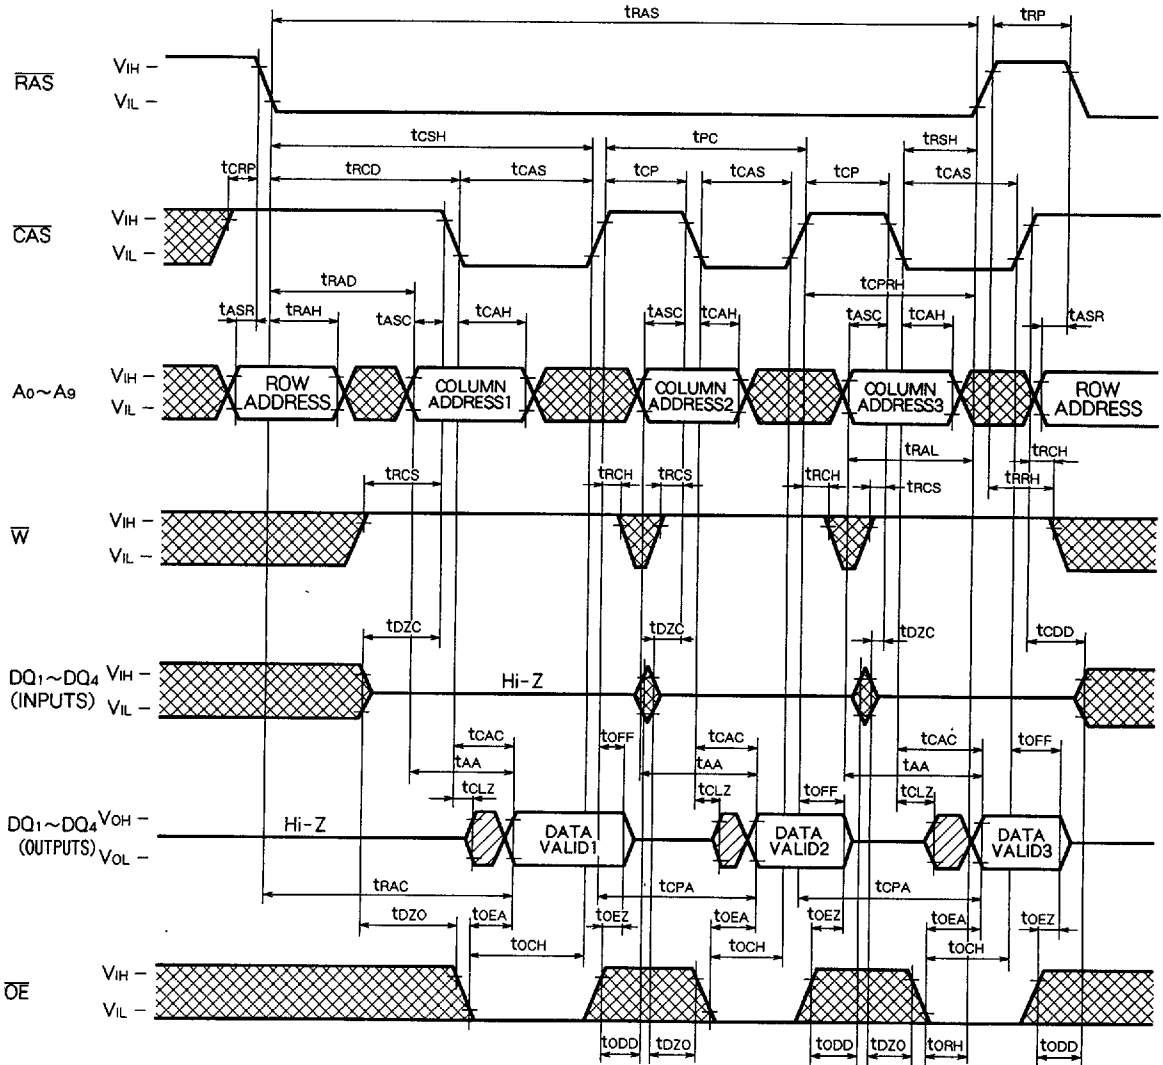 tRAS tRP
RAS VIH
VIL
tCSH tPC tRSH
tCRP tRCD tCAS tCP tCAS tCP tCAS
CAS VIH
VIL
tRAD tCPRH
tASR tRAH tASC tCAH tASC tCAH tASC tCAH tASR
A0~A9 VIH
VIL
ROW ADDRESS
COLUMN ADDRESS1
COLUMN ADDRESS2
COLUMN ADDRESS3
ROW ADDRESS
tRAL tRCH
tRCS tRCH tRCS tRCH tRCS tRRH
W VIH
VIL
tDZC tDZC tDZC tCDD
DQ1~DQ4 (INPUTS) VIH
VIL
Hi-Z
tCAC tOFF tCAC tCAC tOFF
tAA tAA tAA
tCLZ tCLZ tOFF tCLZ
DQ1~DQ4 (OUTPUTS) VOH
VOL
Hi-Z
DATA VALID1
DATA VALID2
DATA VALID3
tRAC tCPA tCPA
tDZO tOEA tOEZ tOEA tOEZ tOEA tOEZ
tOCH tOCH tOCH
OE VIH
VIL
tODD tDZO tODD tDZO tORH tODD